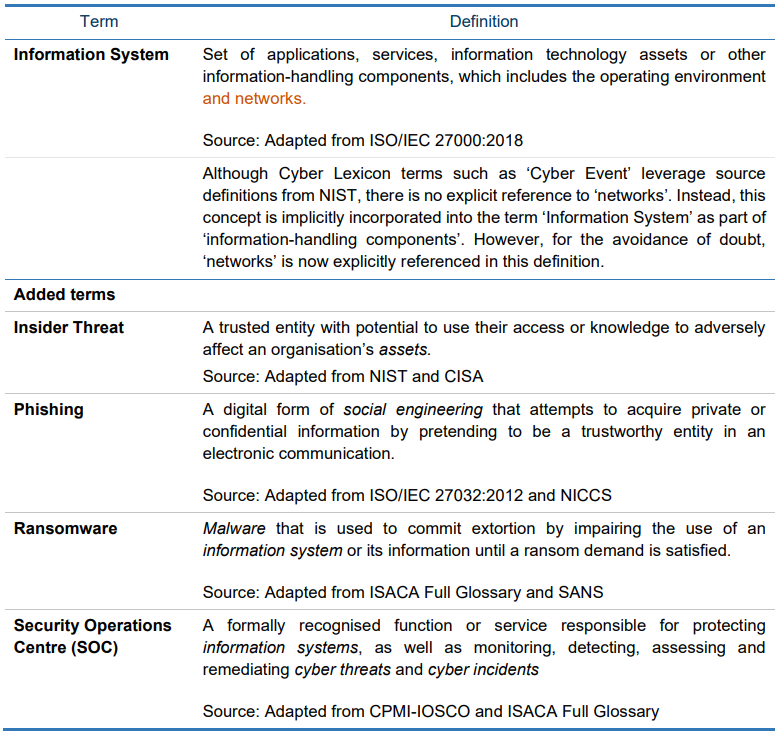 Term Definition
Information System Set of applications, services, information technology assets or other
information-handling components, which includes the operating environment
and networks.
Source: Adapted from ISO/IEC 27000:2018
Although Cyber Lexicon terms such as ‘Cyber Event’ leverage source
definitions from NIST, there is no explicit reference to ‘networks’. Instead, this
concept is implicitly incorporated into the term ‘Information System’ as part of
‘information-handling components’. However, for the avoidance of doubt,
‘networks’ is now explicitly referenced in this definition.
Added terms
Insider Threat A trusted entity with potential to use their access or knowledge to adversely
affect an organisation’s assets.
Source: Adapted from NIST and CISA
Phishing A digital form of social engineering that attempts to acquire private or
confidential information by pretending to be a trustworthy entity in an
electronic communication.
Source: Adapted from ISO/IEC 27032:2012 and NICCS
Ransomware Malware that is used to commit extortion by impairing the use of an
information system or its information until a ransom demand is satisfied.
Source: Adapted from ISACA Full Glossary and SANS
Security Operations A formally recognised function or service responsible for protecting
Centre (SOC) information systems, as well as monitoring, detecting, assessing and
remediating cyber threats and cyber incidents
Source: Adapted from CPMI-IOSCO and ISACA Full Glossary